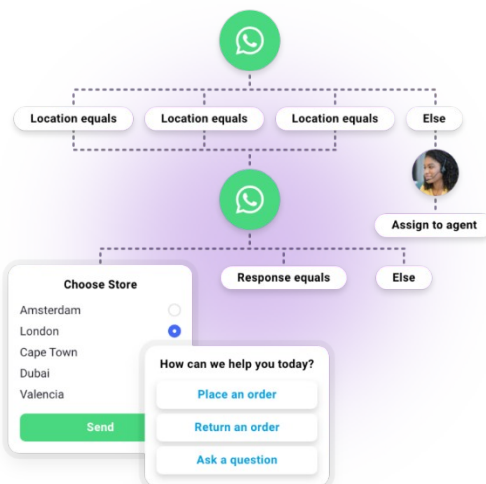 Location equals
Location equals
Location equals
Else
Assign to agent
Response equals
Else
Choose Store
Amsterdam
London
Cape Town
Dubai
Valencia
Send
How can we help you today?
Place an order
Return an order
Ask a question